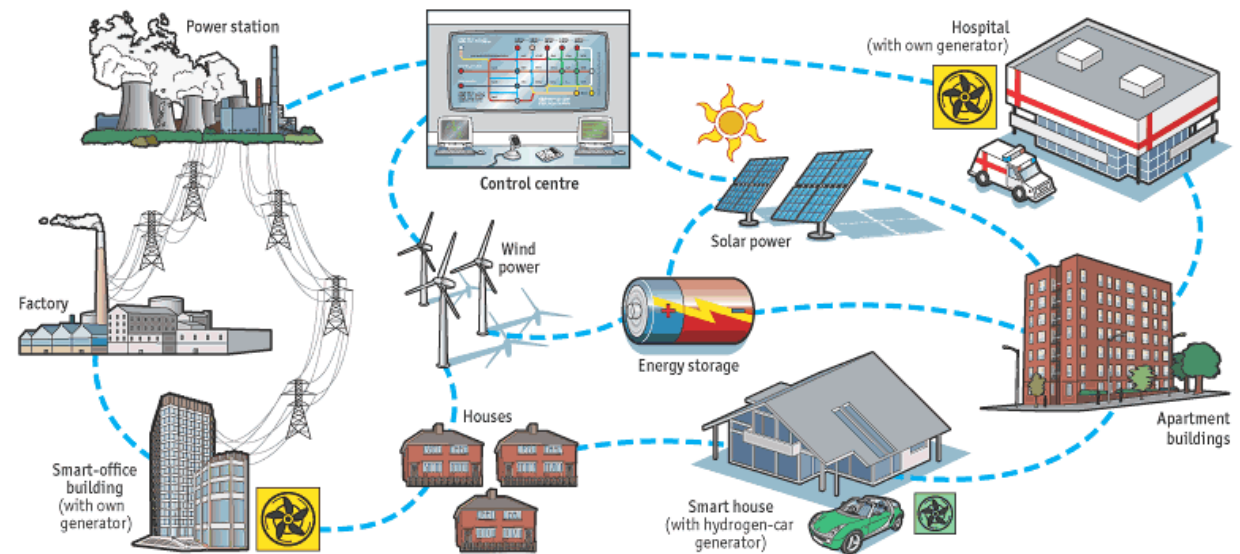 Power station
Hospital
(with own
generator)
Control centre
Solar power
Wind
power
Factory
Energy storage
Houses
Apartment
buildings
Smart-office
building
(with own
generator)
Smart house
(with hydrogen-car
generator)